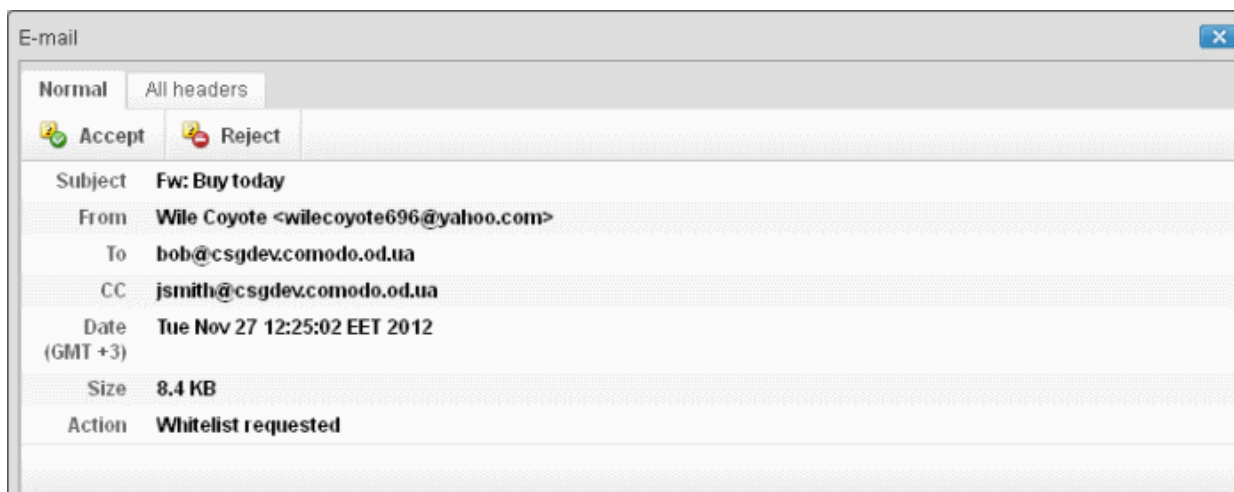 E-mail
Normal All headers
Accept Reject
Subject Fw: Buy today
From Wile Coyote <wilecoyote696@yahoo.com>
To bob@csgdev.comodo.od.ua
CC jsmith@csgdev.comodo.od.ua
Date Tue Nov 27 12:25:02 EET 2012
(GMT +3)
Size 8.4 KB
Action Whitelist requested